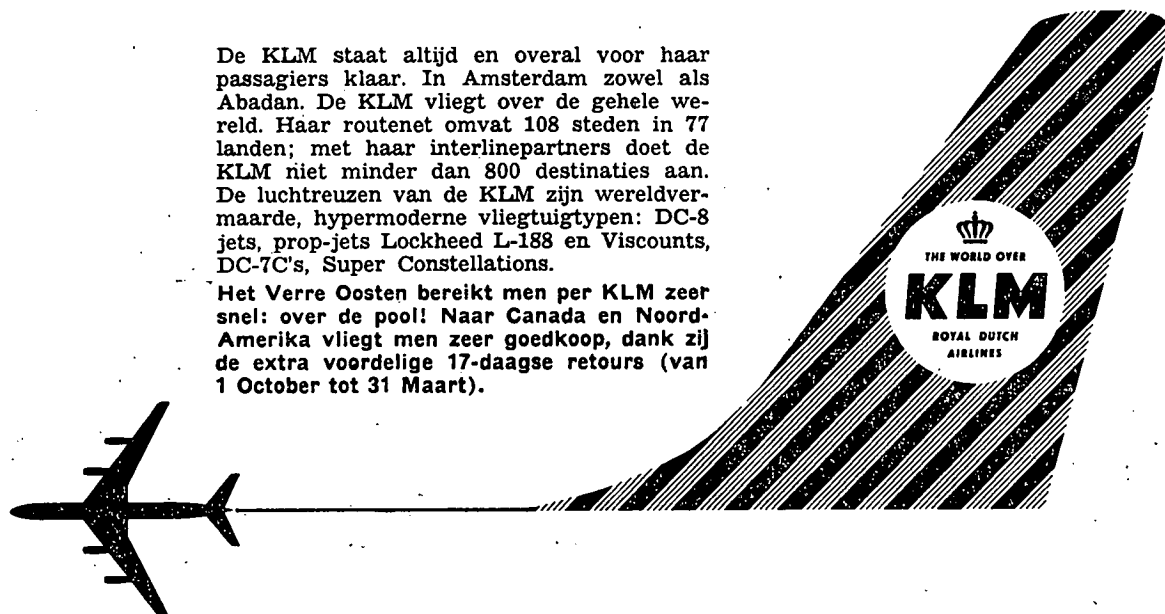 De KLM staat altijd en overal voor haar
passagiers klaar. In Amsterdam zowel als
Abadan. De KLM vliegt over de gehele we-
reld. Haar routenet omvat 108 steden in 77
landen; met haar interlinepartners doet de
KLM niet minder dan 800 destinaties aan.
De luchtreuzen van de KLM zijn wereldver-
maarde, hypermoderne vliegtuigtypen: DC-8
jets, prop-jets Lockheed L-188 en Viscounts,
DC-7C's, Super Constellations.
Het Verre Oosten bereikt men per KLM zeer
snel: over de pool! Naar Canada en Noord-
Amerika vliegt men zeer goedkoop, dank zij
de extra voordelige 17-daagse retours (van
1 October tot 31 Maart).
THE WORLD OVER
KLM
ROYAL DUTCH
AIRLINES